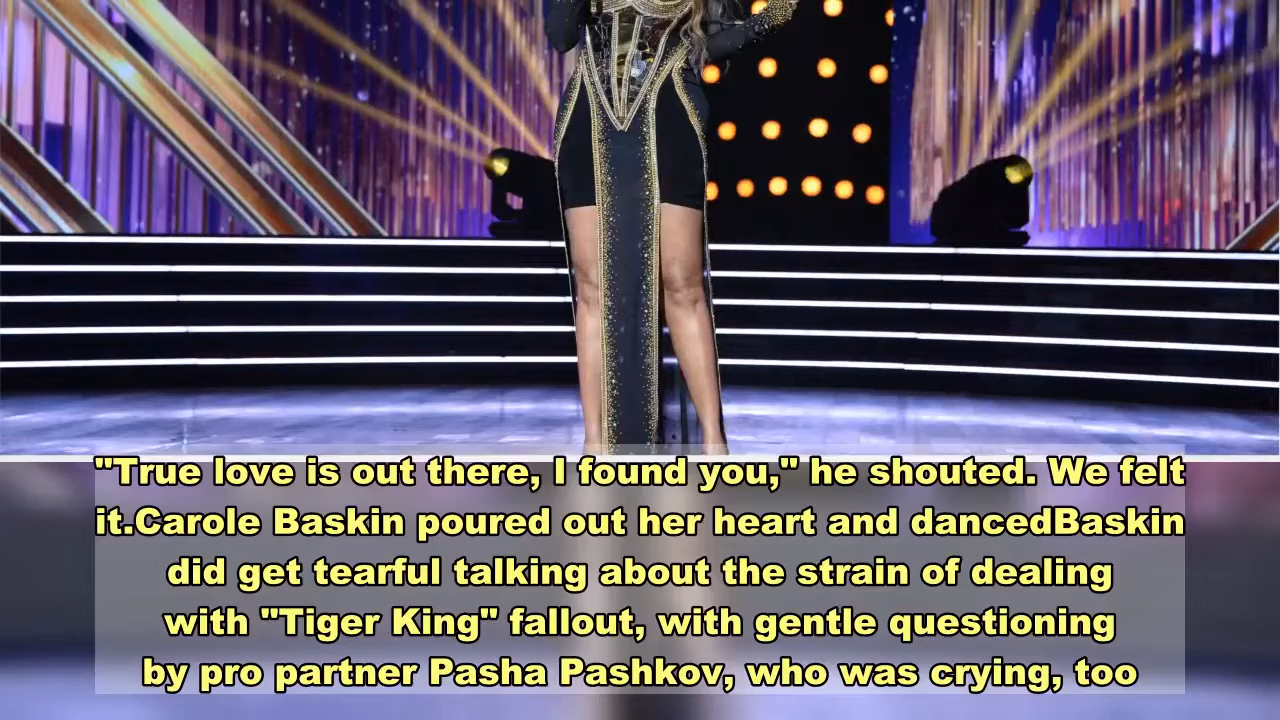 "True love is out there, I found you," he shouted. We felt
it.Carole Baskin poured out her heart and dancedBaskin
did get tearful talking about the strain of dealing
with "Tiger King" fallout, with gentle questioning
by pro partner Pasha Pashkov, who was crying, too